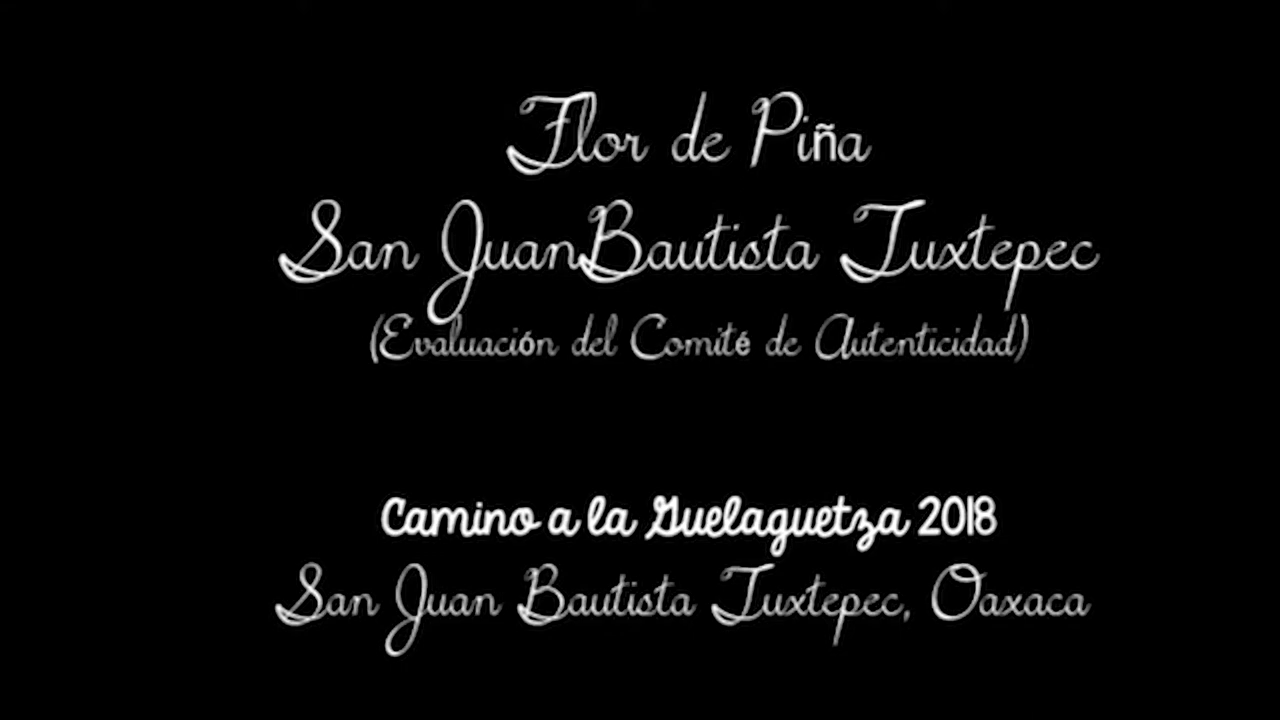 Flor de Piña
San JuanBautista Tuxtepec
(Evaluación del Comité de Autenticidad)
Camino a la Guelaguetza 2018
San Juan Bautista Tuxtepec, Oaxaca